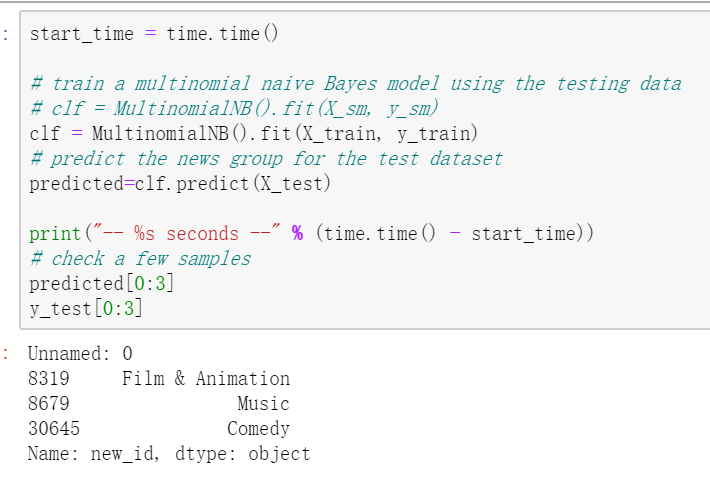 : start_time = time.time()
# train a multinomial naive Bayes model using the testing data
# clf = MultinomialNB().fit(X_sm, y_sm)
clf = MultinomialNB().fit(X_train, y_train)
# predict the news group for the test dataset
predicted=clf.predict(X_test)
print("-- %s seconds --" % (time.time() - start_time))
# check a few samples
predicted[0:3]
y_test[0:3]
: Unnamed: 0
8319     Film & Animation
8679                Music
30645              Comedy
Name: new_id, dtype: object